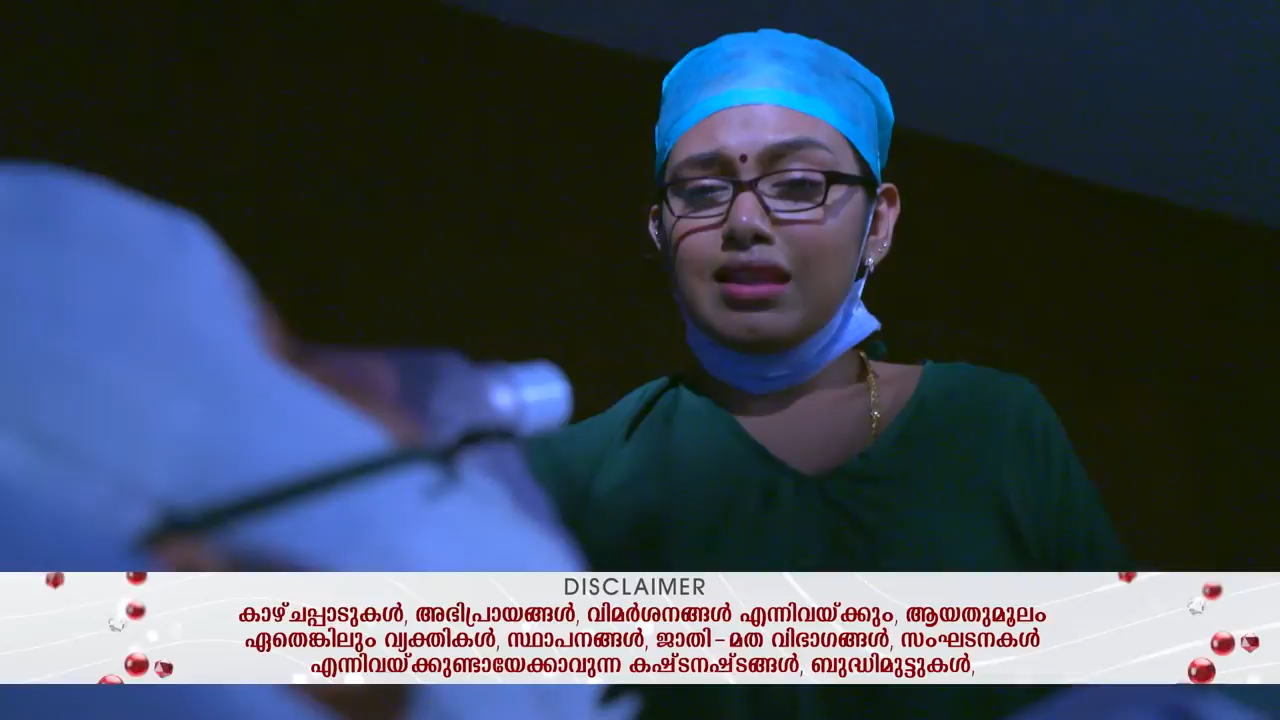 DISCLAIMER
കാഴ്ചപ്പാടുകൾ, അഭിപ്രായങ്ങൾ, വിമർശനങ്ങൾ എന്നിവയ്ക്കും, ആയതുമൂലം
ഏതെങ്കിലും വ്യക്തികൾ, സ്ഥാപനങ്ങൾ, ജാതി – മത വിഭാഗങ്ങൾ, സംഘടനകൾ
എന്നിവയ്ക്കുണ്ടായേക്കാവുന്ന കഷ്ടനഷ്ടങ്ങൾ, ബുദ്ധിമുട്ടുകൾ,